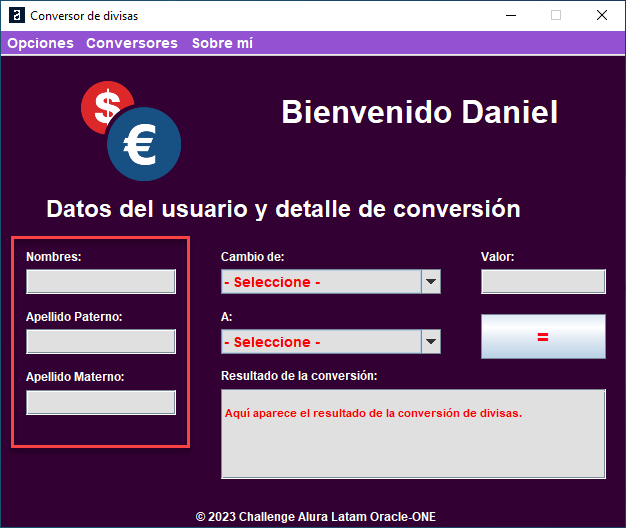 Conversor de divisas
Opciones Conversores Sobre mí
$
€
Bienvenido Daniel
Datos del usuario y detalle de conversión
Nombres:
Apellido Paterno:
Apellido Materno:
Cambio de:
- Seleccione -
A:
- Seleccione -
Valor:
=
Resultado de la conversión:
Aquí aparece el resultado de la conversión de divisas.
© 2023 Challenge Alura Latam Oracle-ONE